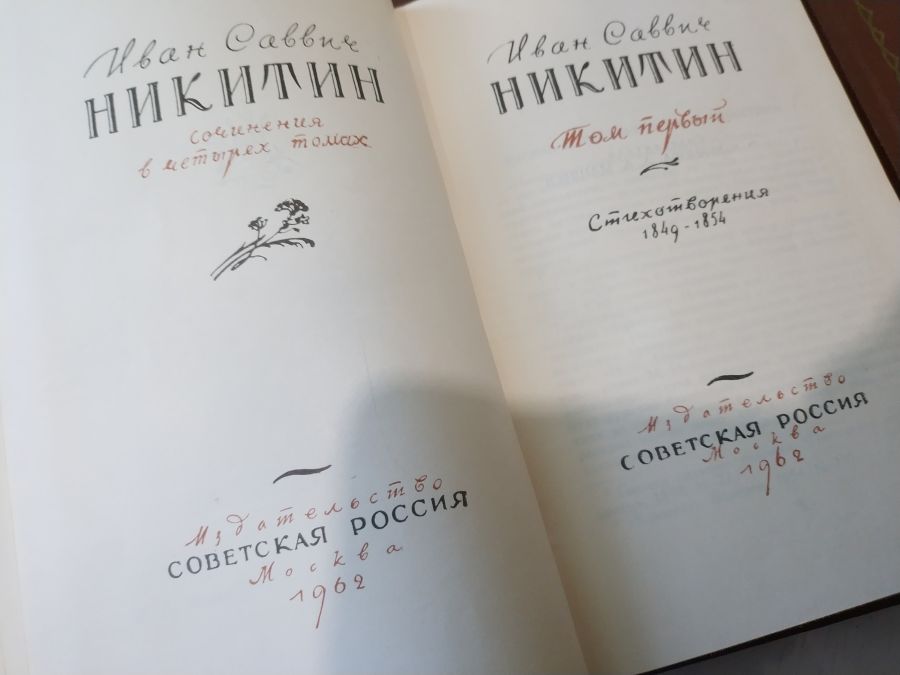 Иван Саввич
НИКИТИН
сочинения
в четырех томах
Издательство
СОВЕТСКАЯ РОССИЯ
Москва
1962
Иван Саввич
НИКИТИН
Том первый
Стихотворения
1849-1854
Издательство
СОВЕТСКАЯ РОССИЯ
Москва
1962